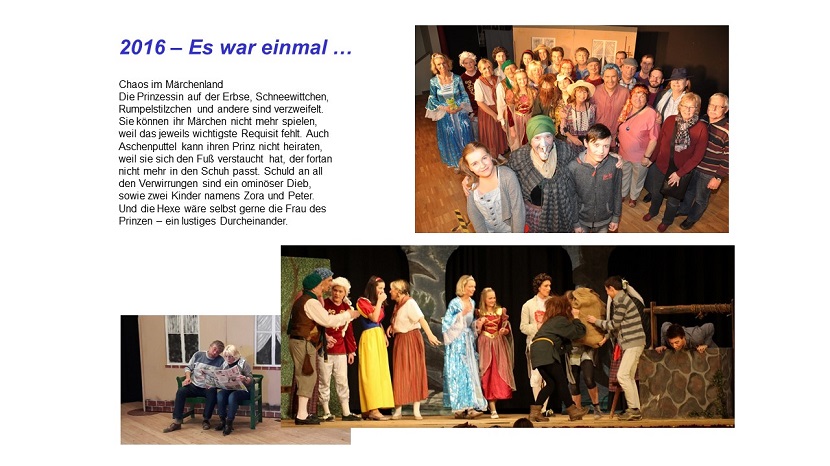 2016 – Es war einmal …
Chaos im Märchenland
Die Prinzessin auf der Erbse, Schneewittchen,
Rumpelstilzchen und andere sind verzweifelt.
Sie können ihr Märchen nicht mehr spielen,
weil das jeweils wichtigste Requisit fehlt. Auch
Aschenputtel kann ihren Prinz nicht heiraten,
weil sie sich den Fuß verstaucht hat, der fortan
nicht mehr in den Schuh passt. Schuld an all
den Verwirrungen sind ein ominöser Dieb,
sowie zwei Kinder namens Zora und Peter.
Und die Hexe wäre selbst gerne die Frau des
Prinzen – ein lustiges Durcheinander.